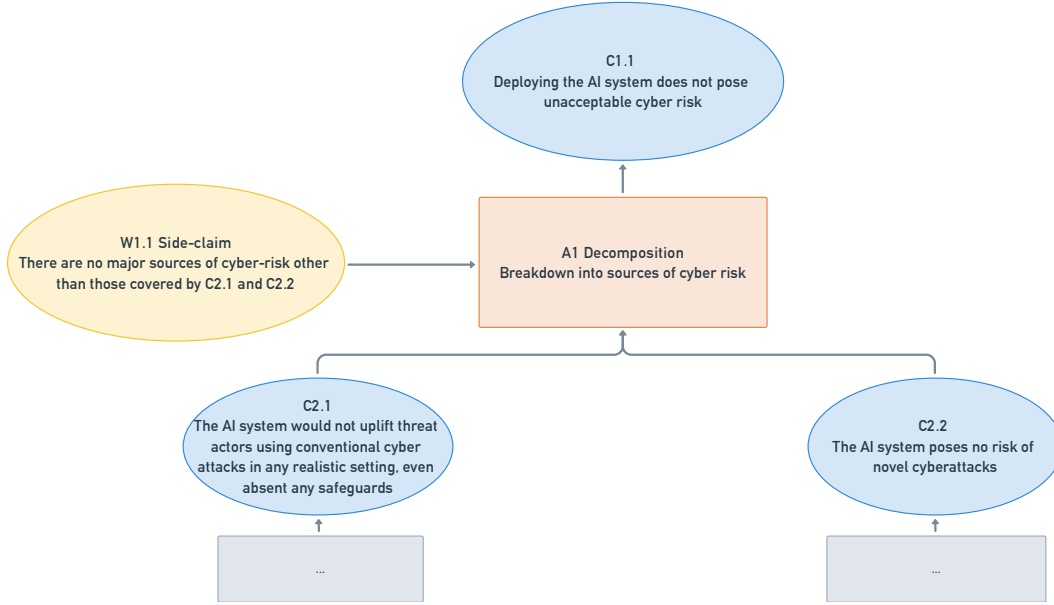 C1.1
Deploying the AI system does not pose
unacceptable cyber risk
W1.1 Side-claim
There are no major sources of cyber-risk other
than those covered by C2.1 and C2.2
A1 Decomposition
Breakdown into sources of cyber risk
C2.1
The AI system would not uplift threat
actors using conventional cyber
attacks in any realistic setting, even
absent any safeguards
C2.2
The AI system poses no risk of
novel cyberattacks
...
...